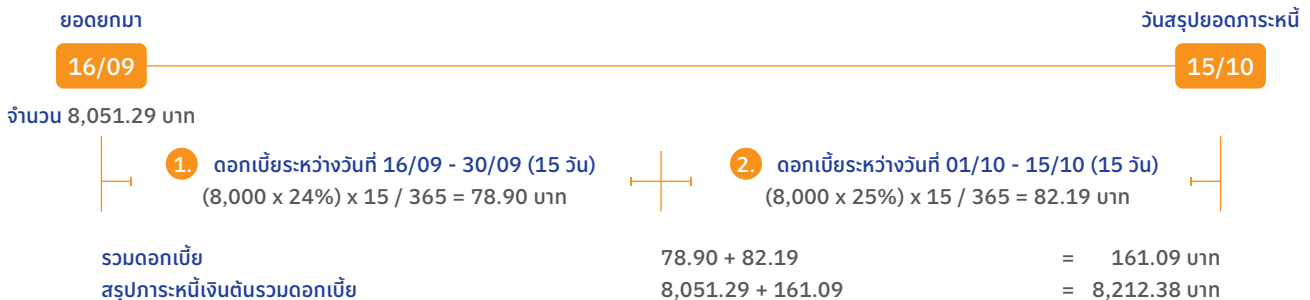 ยอดยกมา วันสรุปยอดภาระหนี้
16/09 15/10
จำนวน 8,051.29 บาท
1. ดอกเบี้ยระหว่างวันที่ 16/09 - 30/09 (15 วัน) 2. ดอกเบี้ยระหว่างวันที่ 01/10 - 15/10 (15 วัน)
(8,000 x 24%) x 15 / 365 = 78.90 บาท (8,000 x 25%) x 15 / 365 = 82.19 บาท
รวมดอกเบี้ย 78.90 + 82.19 = 161.09 บาท
สรุปภาระหนี้เงินต้นรวมดอกเบี้ย 8,051.29 + 161.09 = 8,212.38 บาท